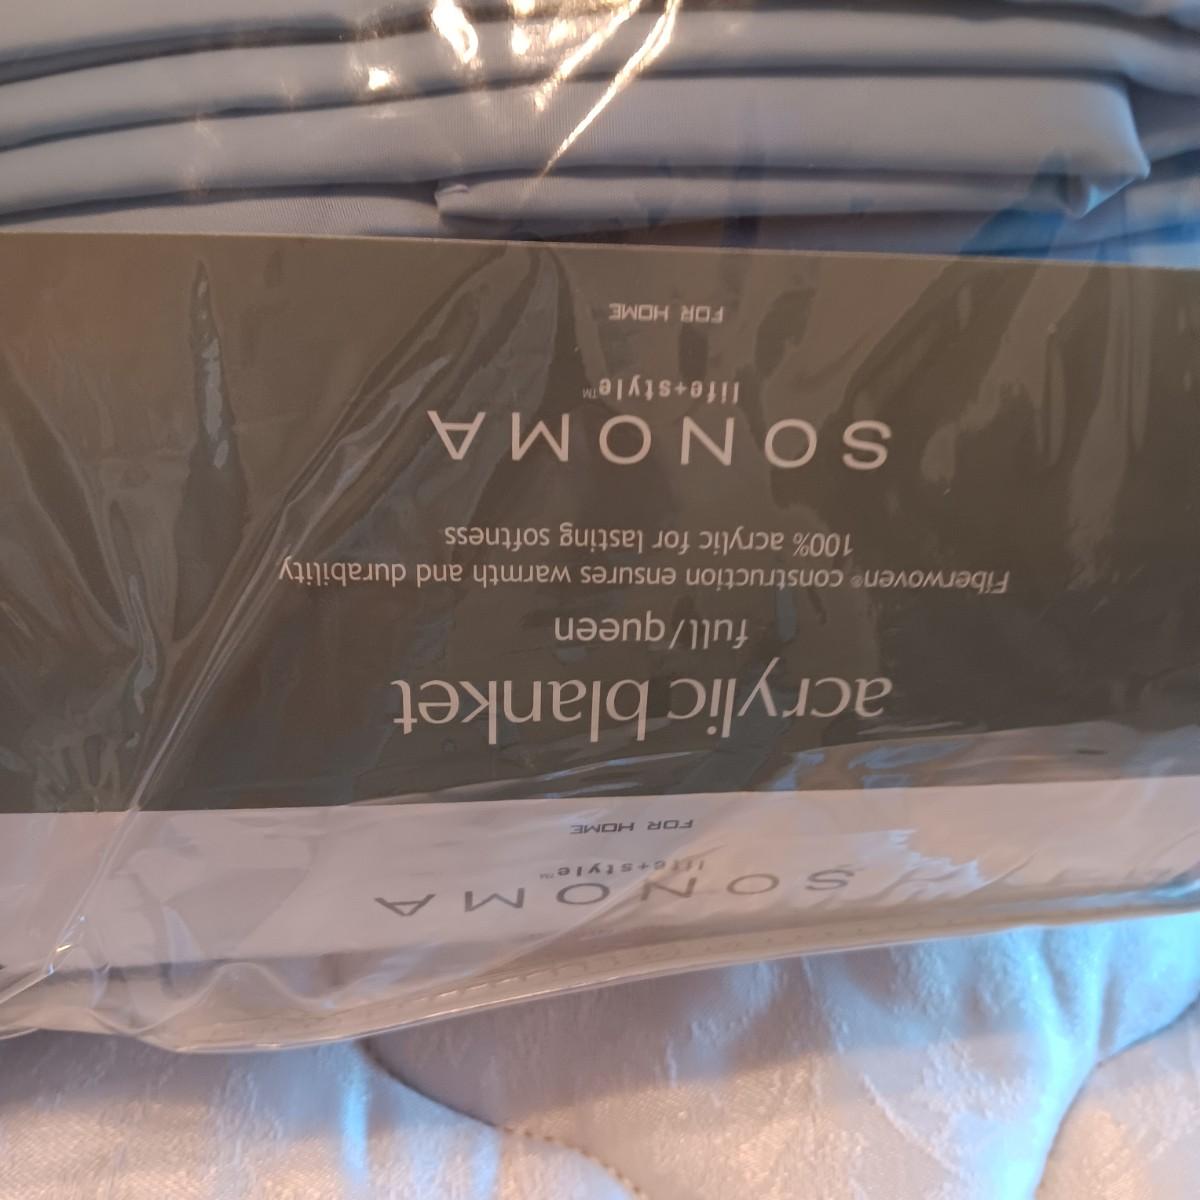 SONOMA
life+style™
FOR HOME
acrylic blanket
full/queen
Fiberwoven® construction ensures warmth and durability
100% acrylic for lasting softness
SONOMA
life+style™
FOR HOME